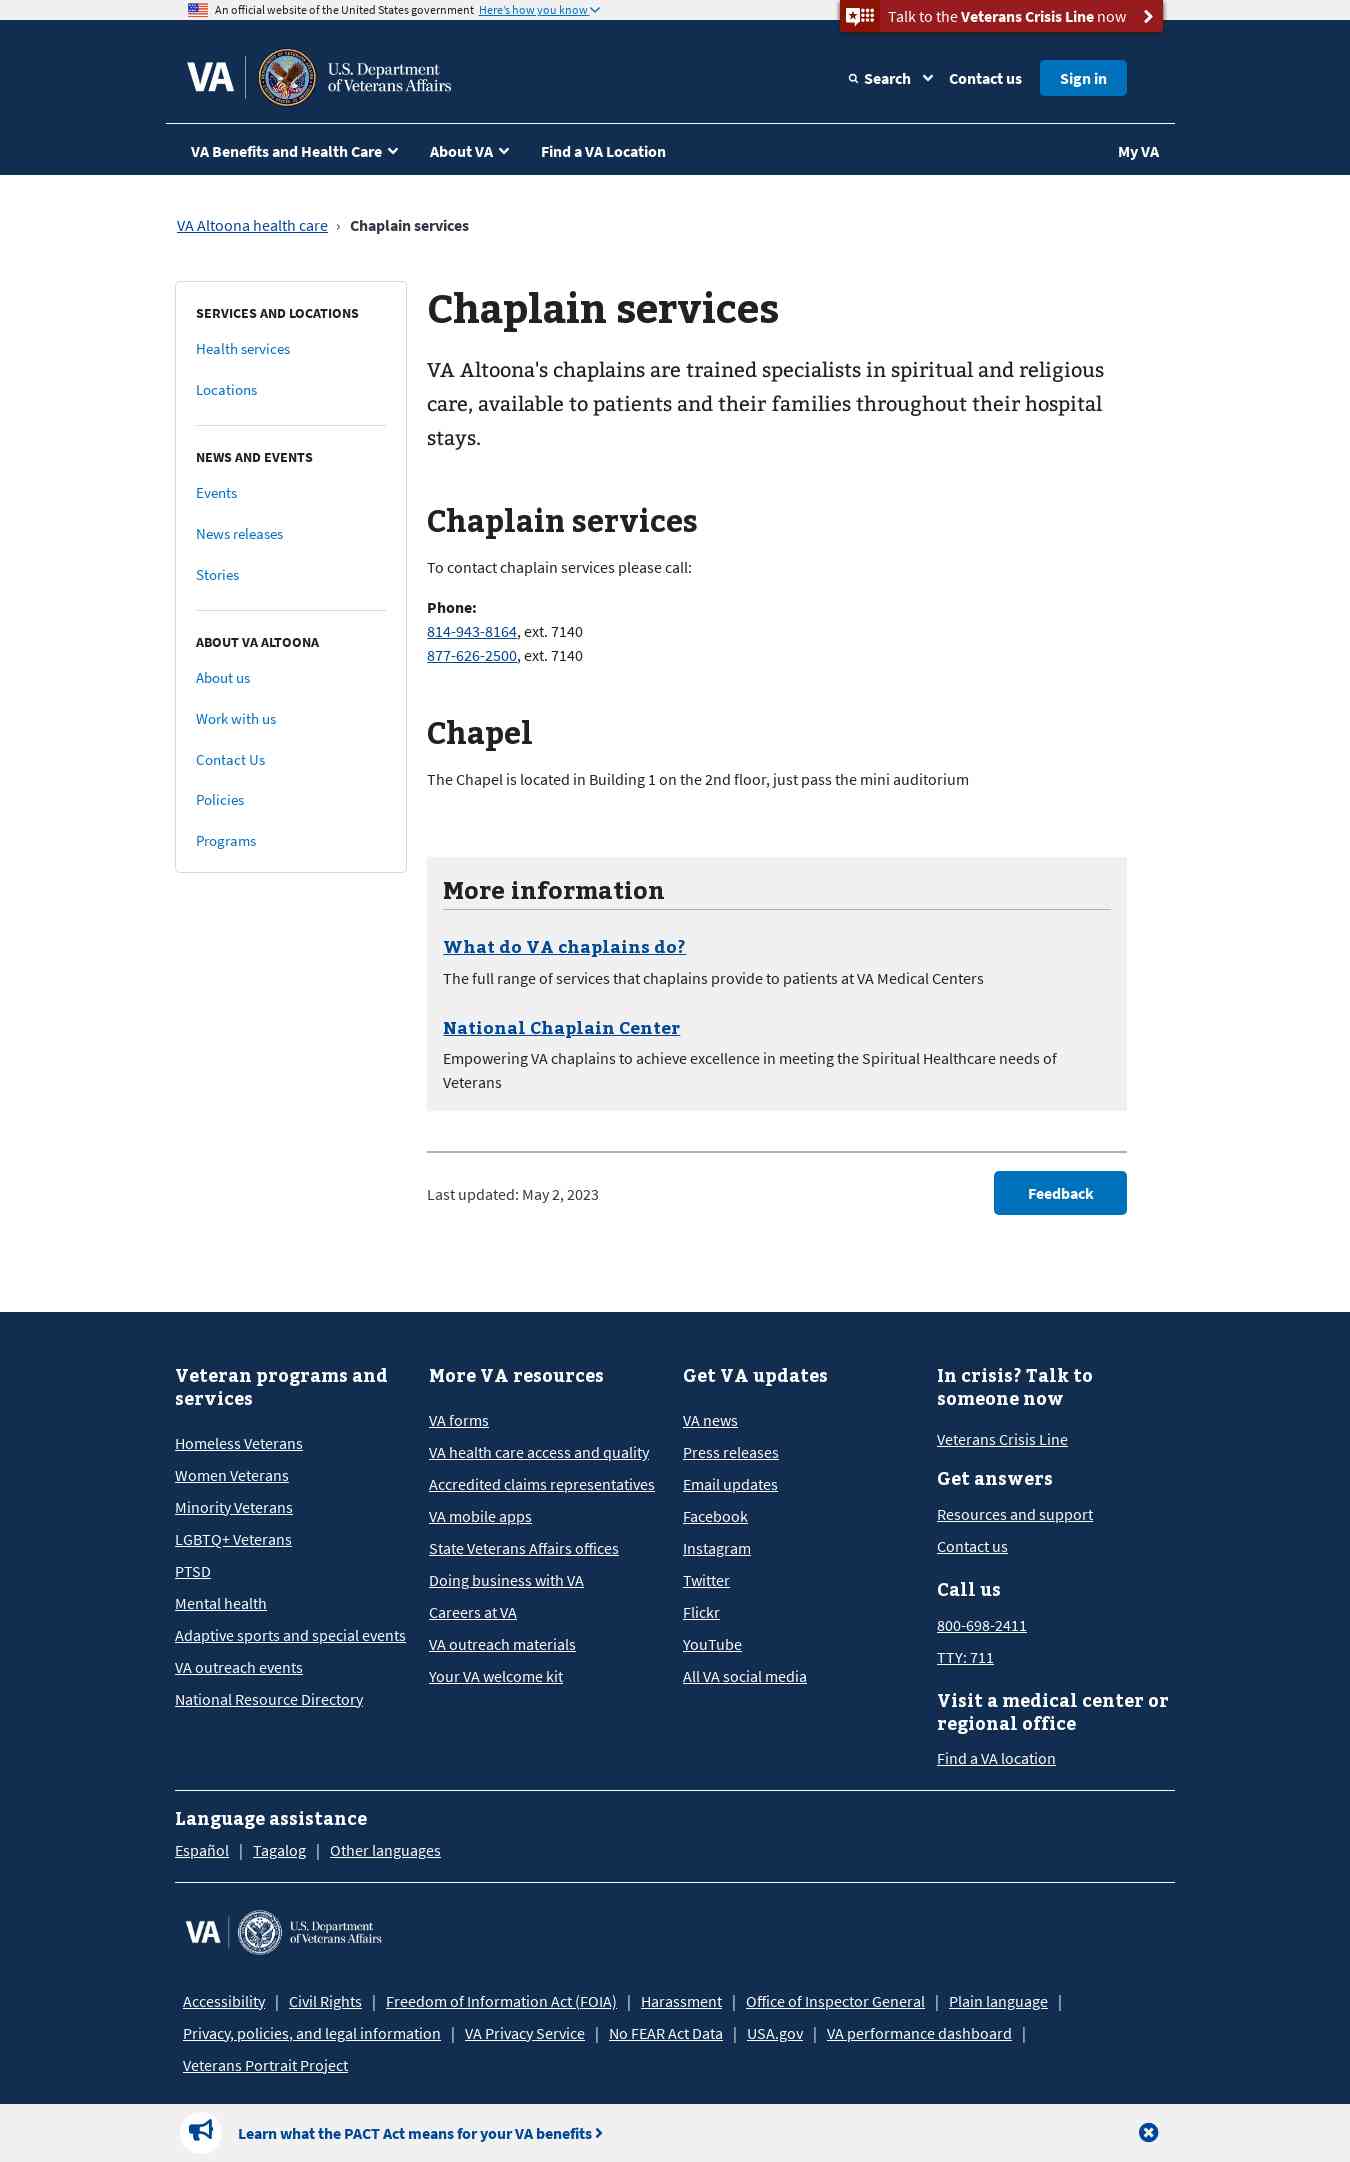 An official website of the United States government Here's how you know
Talk to the Veterans Crisis Line now
VA
U.S. Department
of Veterans Affairs
Search
Contact us
Sign in
VA Benefits and Health Care
About VA
Find a VA Location
My VA
VA Altoona health care › Chaplain services
SERVICES AND LOCATIONS
Health services
Locations
NEWS AND EVENTS
Events
News releases
Stories
ABOUT VA ALTOONA
About us
Work with us
Contact Us
Policies
Programs
Chaplain services
VA Altoona's chaplains are trained specialists in spiritual and religious
care, available to patients and their families throughout their hospital
stays.
Chaplain services
To contact chaplain services please call:
Phone:
814-943-8164, ext. 7140
877-626-2500, ext. 7140
Chapel
The Chapel is located in Building 1 on the 2nd floor, just pass the mini auditorium
More information
What do VA chaplains do?
The full range of services that chaplains provide to patients at VA Medical Centers
National Chaplain Center
Empowering VA chaplains to achieve excellence in meeting the Spiritual Healthcare needs of
Veterans
Last updated: May 2, 2023
Feedback
Veteran programs and
services
Homeless Veterans
Women Veterans
Minority Veterans
LGBTQ+ Veterans
PTSD
Mental health
Adaptive sports and special events
VA outreach events
National Resource Directory
More VA resources
VA forms
VA health care access and quality
Accredited claims representatives
VA mobile apps
State Veterans Affairs offices
Doing business with VA
Careers at VA
VA outreach materials
Your VA welcome kit
Get VA updates
VA news
Press releases
Email updates
Facebook
Instagram
Twitter
Flickr
YouTube
All VA social media
In crisis? Talk to
someone now
Veterans Crisis Line
Get answers
Resources and support
Contact us
Call us
800-698-2411
TTY: 711
Visit a medical center or
regional office
Find a VA location
Language assistance
Español | Tagalog | Other languages
VA
U.S. Department
of Veterans Affairs
Accessibility | Civil Rights | Freedom of Information Act (FOIA) | Harassment | Office of Inspector General | Plain language |
Privacy, policies, and legal information | VA Privacy Service | No FEAR Act Data | USA.gov | VA performance dashboard |
Veterans Portrait Project
Learn what the PACT Act means for your VA benefits